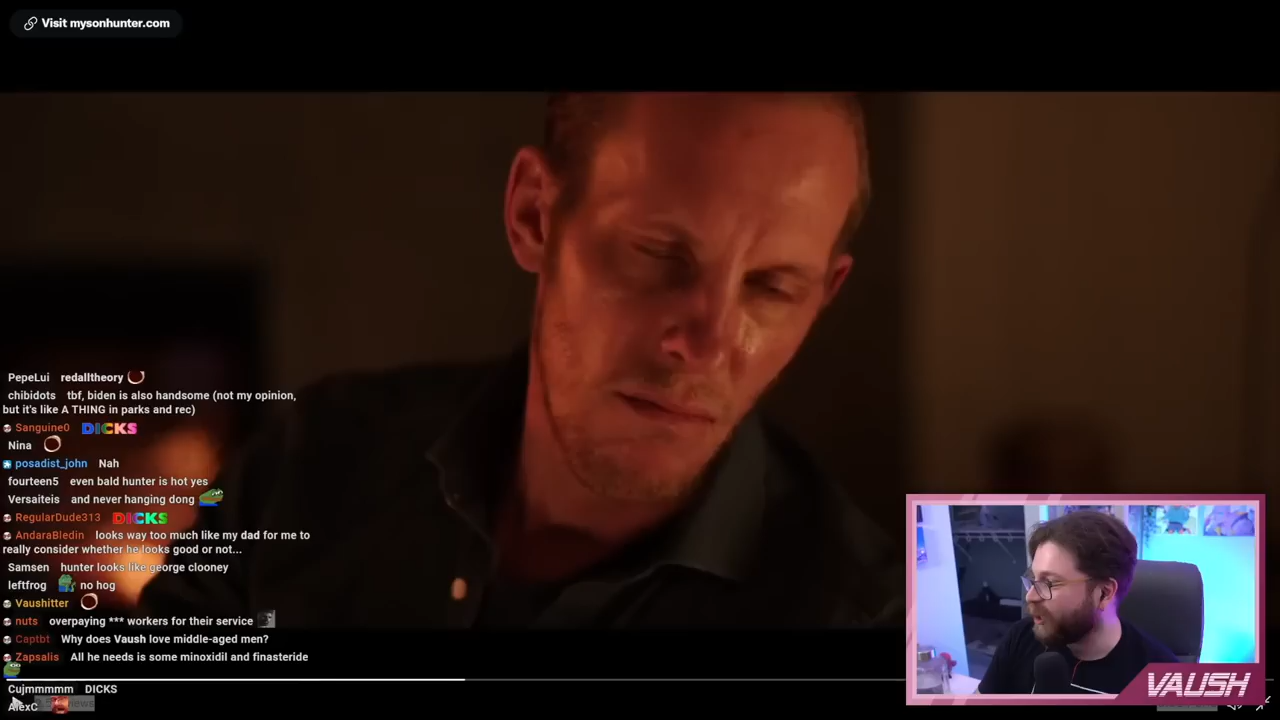 Visit mysonhunter.com
PepeLui redalltheory
chibidots tbf, biden is also handsome (not my opinion,
but it's like A THING in parks and rec)
Sanguine0 DICKS
Nina
posadist_john Nah
fourteen5 even bald hunter is hot yes
Versaiteis and never hanging dong
RegularDude313 DICKS
AndaraBledin looks way too much like my dad for me to
really consider whether he looks good or not...
Samsen hunter looks like george clooney
leftfrog no hog
Vaushitter
nuts overpaying *** workers for their service
Captbt Why does Vaush love middle-aged men?
Zapsalis All he needs is some minoxidil and finasteride
Cujmmmmm DICKS
AlexC
VAUSH